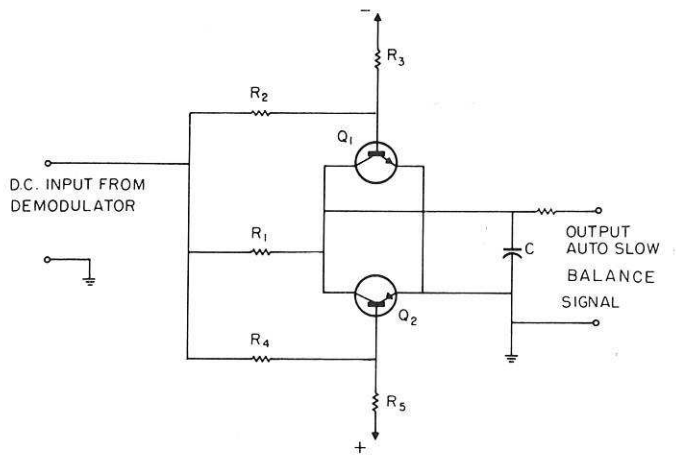 −
R3
R2
Q1
D.C. INPUT FROM
DEMODULATOR
R1
C
OUTPUT
AUTO SLOW
BALANCE
SIGNAL
Q2
R4
R5
+